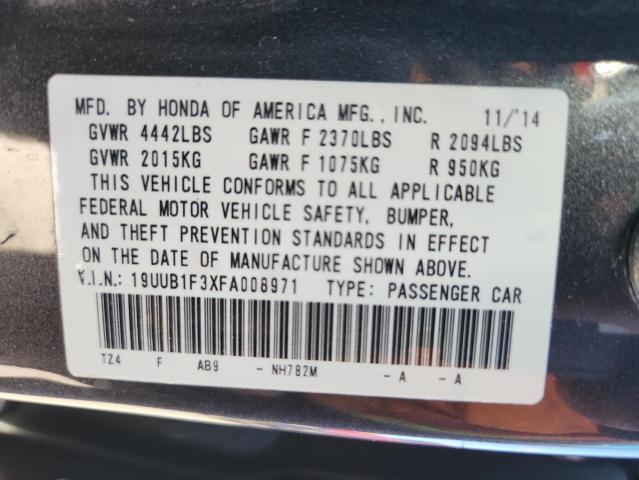 MFD. BY HONDA OF AMERICA MFG., INC. 11/'14
GVWR 4442LBS GAWR F 2370LBS R 2094LBS
GVWR 2015KG GAWR F 1075KG R 950KG
THIS VEHICLE CONFORMS TO ALL APPLICABLE
FEDERAL MOTOR VEHICLE SAFETY, BUMPER,
AND THEFT PREVENTION STANDARDS IN EFFECT
ON THE DATE OF MANUFACTURE SHOWN ABOVE.
V.I.N.: 19UUB1F3XFA008971 TYPE: PASSENGER CAR
TZ4 F AB9 - NH782M - A - A